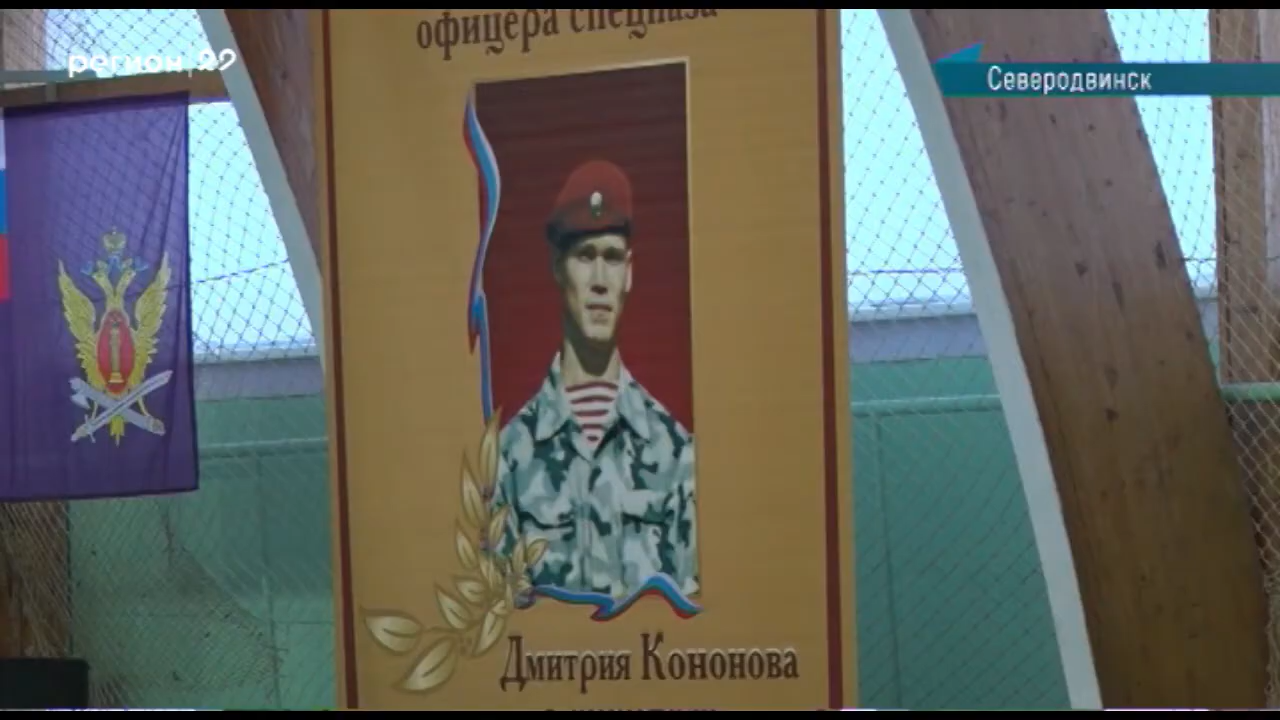 офицера спецназа
регион 29
Северодвинск
Дмитрия Кононова